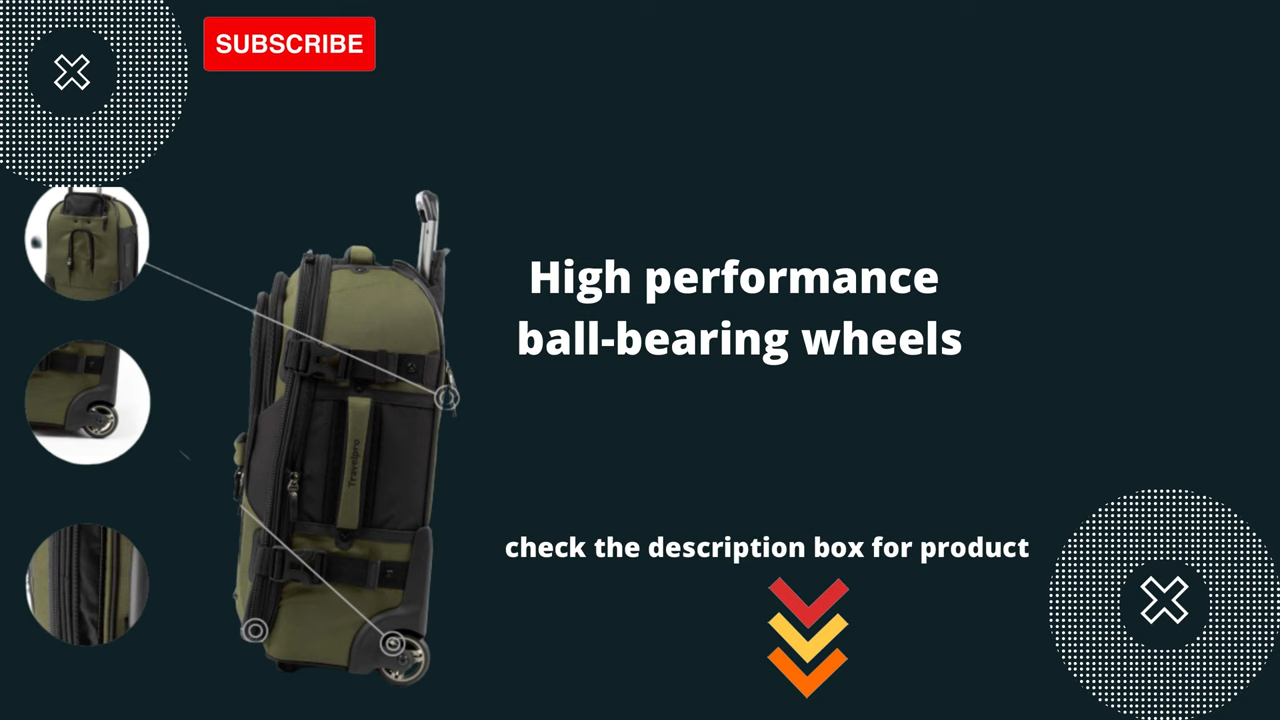 SUBSCRIBE
High performance
ball-bearing wheels
Travelpro
check the description box for product